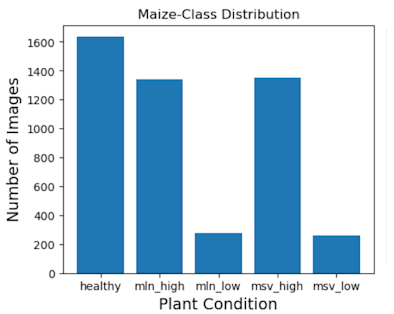 Maize-Class Distribution
Number of Images
1600
1400
1200
1000
800
600
400
200
0
healthy mln_high mln_low msv_high msv_low
Plant Condition